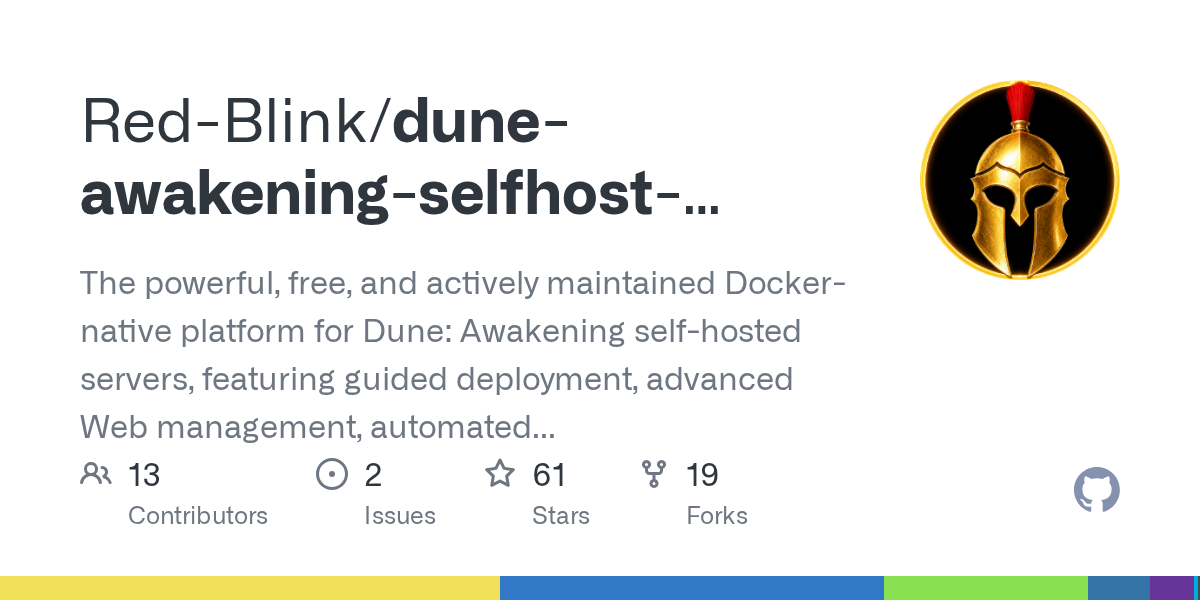 Red-Blink/dune-
awakening-selfhost-...
The powerful, free, and actively maintained Docker-
native platform for Dune: Awakening self-hosted
servers, featuring guided deployment, advanced
Web management, automated...
13 2 61 19
Contributors Issues Stars Forks